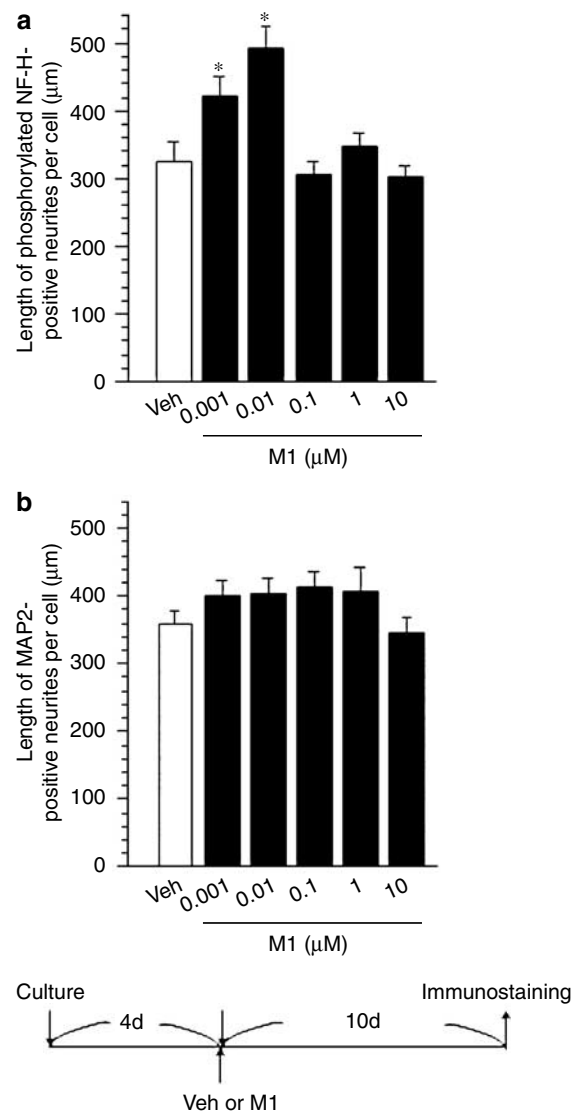 a
Length of phosphorylated NF-H-
positive neurites per cell (μm)
500
400
300
200
100
0
* *
Veh 0.001 0.01 0.1 1 10
M1 (μM)
b
Length of MAP2-
positive neurites per cell (μm)
500
400
300
200
100
0
Veh 0.001 0.01 0.1 1 10
M1 (μM)
Culture Immunostaining
4d 10d
Veh or M1